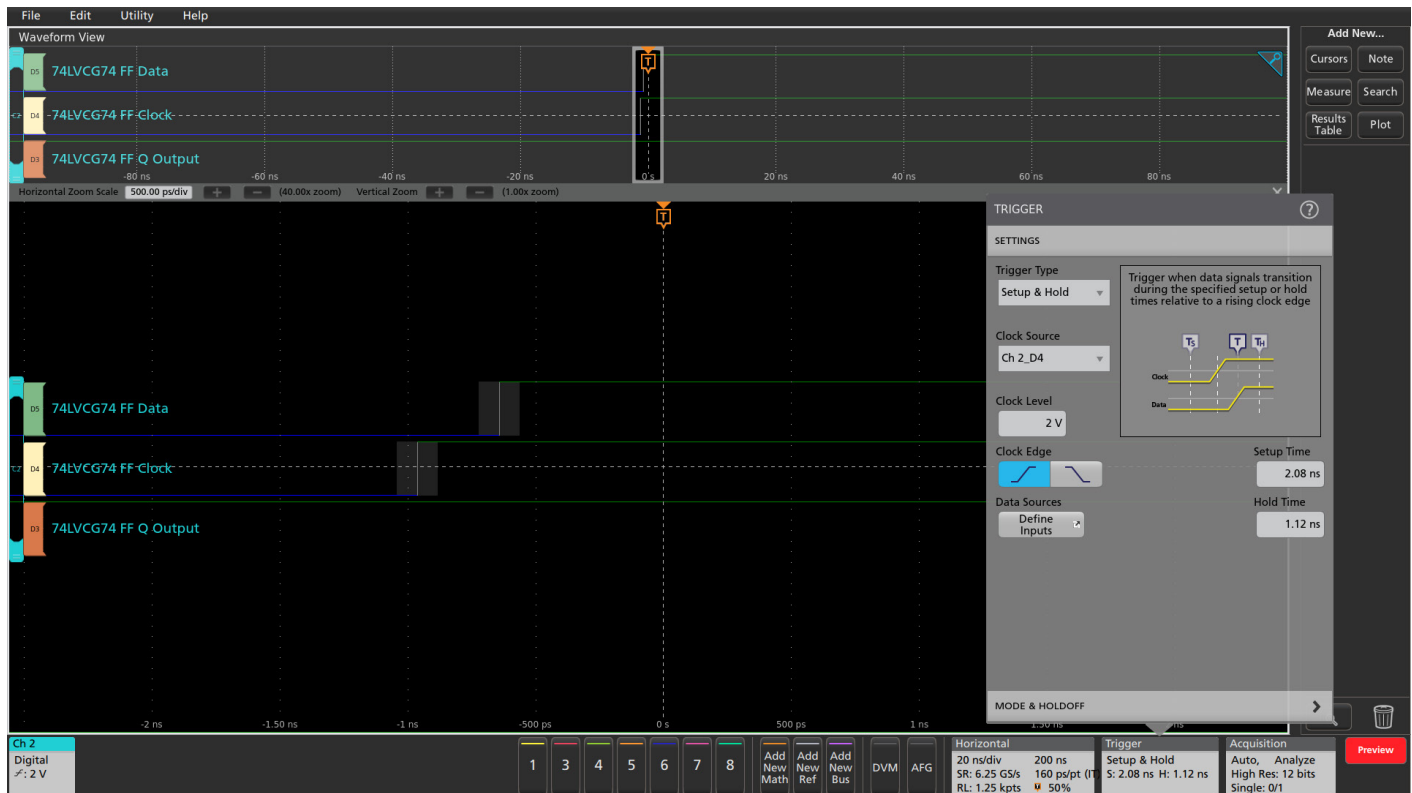 File Edit Utility Help
Waveform View
Add New...
Cursors Note
Measure Search
Results Table Plot
D5 74LVCG74 FF Data
D4 74LVCG74 FF Clock
D3 74LVCG74 FF Q Output
T
-80 ns -60 ns -40 ns -20 ns 0 s 20 ns 40 ns 60 ns 80 ns
Horizontal Zoom Scale 500.00 ps/div + − (40.00x zoom) Vertical Zoom + − (1.00x zoom)
T
D5 74LVCG74 FF Data
D4 74LVCG74 FF Clock
D3 74LVCG74 FF Q Output
-2 ns -1.50 ns -1 ns -500 ps 0 s 500 ps 1 ns
TRIGGER ?
SETTINGS
Trigger Type
Setup & Hold
Trigger when data signals transition
during the specified setup or hold
times relative to a rising clock edge
TS T TH
Clock
Data
Clock Source
Ch 2_D4
Clock Level
2 V
Clock Edge
Setup Time
2.08 ns
Data Sources
Define
Inputs
Hold Time
1.12 ns
MODE & HOLDOFF
Ch 2
Digital
: 2 V
1 3 4 5 6 7 8
Add New Math
Add New Ref
Add New Bus
DVM AFG
Horizontal
20 ns/div 200 ns
SR: 6.25 GS/s 160 ps/pt (IT)
RL: 1.25 kpts 50%
Trigger
Setup & Hold
S: 2.08 ns H: 1.12 ns
Acquisition
Auto, Analyze
High Res: 12 bits
Single: 0/1
Preview